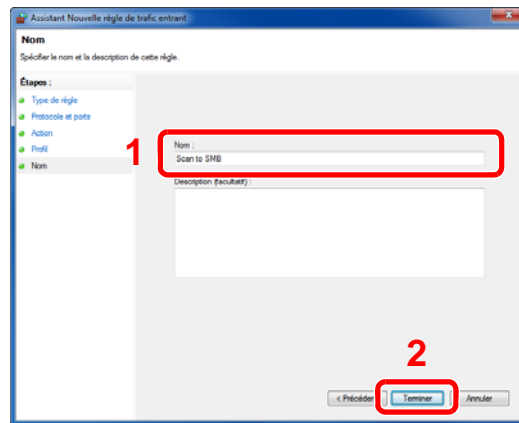 Assistant Nouvelle règle de trafic entrant
Nom
Spécifier le nom et la description de cette règle.
Étapes :
Type de règle
Protocole et ports
Action
Profil
Nom
1
Nom :
Scan to SMB
Description (facultatif) :
2
< Précédent
Terminer
Annuler